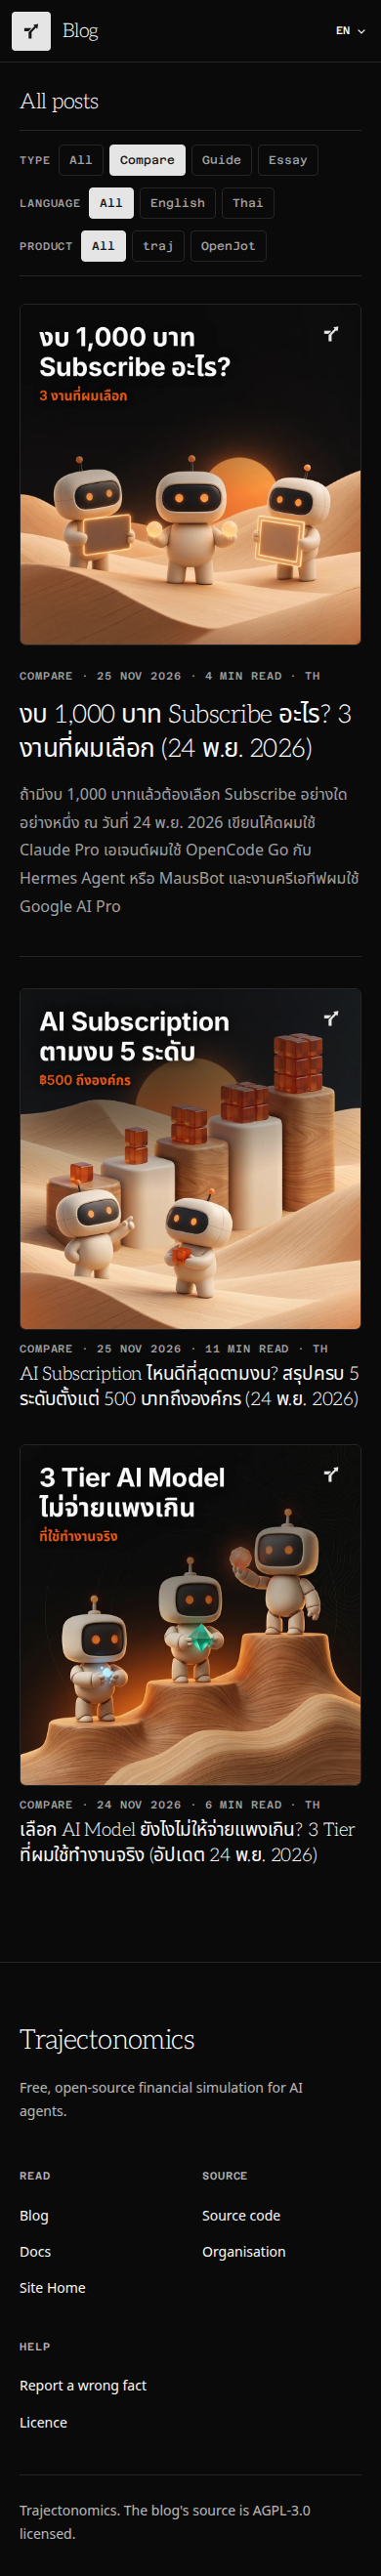 Blog
EN
All posts
TYPE All Compare Guide Essay
LANGUAGE All English Thai
PRODUCT All traj OpenJot
งบ 1,000 บาท
Subscribe อะไร?
3 งานที่ผมเลือก
COMPARE · 25 NOV 2026 · 4 MIN READ · TH
งบ 1,000 บาท Subscribe อะไร? 3
งานที่ผมเลือก (24 พ.ย. 2026)
ถ้ามีงบ 1,000 บาทแล้วต้องเลือก Subscribe อย่างใด
อย่างหนึ่ง ณ วันที่ 24 พ.ย. 2026 เขียนโค้ดผมใช้
Claude Pro เอเจนต์ผมใช้ OpenCode Go กับ
Hermes Agent หรือ MausBot และงานครีเอทีฟผมใช้
Google AI Pro
AI Subscription
ตามงบ 5 ระดับ
฿500 ถึงองค์กร
COMPARE · 25 NOV 2026 · 11 MIN READ · TH
AI Subscription ไหนดีที่สุดตามงบ? สรุปครบ 5
ระดับตั้งแต่ 500 บาทถึงองค์กร (24 พ.ย. 2026)
3 Tier AI Model
ไม่จ่ายแพงเกิน
ที่ใช้ทำงานจริง
COMPARE · 24 NOV 2026 · 6 MIN READ · TH
เลือก AI Model ยังไงไม่ให้จ่ายแพงเกิน? 3 Tier
ที่ผมใช้ทำงานจริง (อัปเดต 24 พ.ย. 2026)
Trajectonomics
Free, open-source financial simulation for AI
agents.
READ
Blog
Docs
Site Home
SOURCE
Source code
Organisation
HELP
Report a wrong fact
Licence
Trajectonomics. The blog's source is AGPL-3.0
licensed.